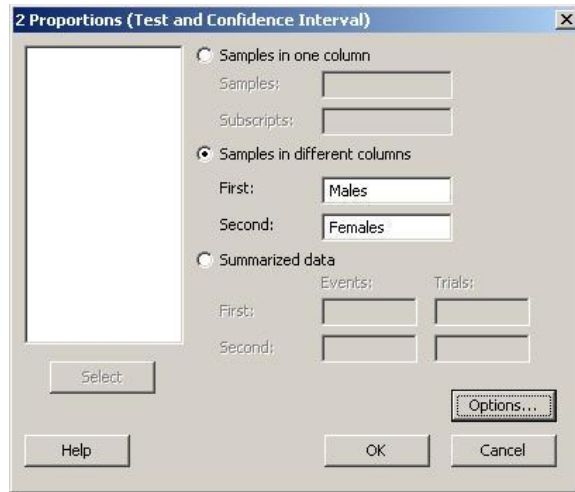 2 Proportions (Test and Confidence Interval)
Samples in one column
Samples:
Subscripts:
Samples in different columns
First: Males
Second: Females
Summarized data
Events: Trials:
First:
Second:
Select
Options...
Help OK Cancel